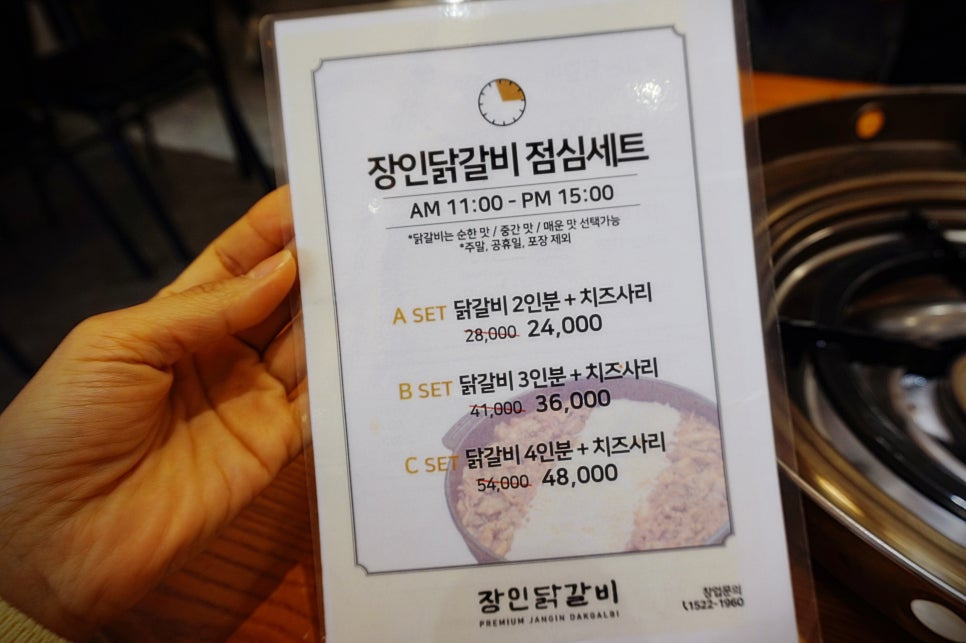 장인닭갈비 점심세트
AM 11:00 - PM 15:00
*닭갈비는 순한 맛 / 중간 맛 / 매운 맛 선택가능
*주말, 공휴일, 포장 제외
A SET 닭갈비 2인분 + 치즈사리
28,000 24,000
B SET 닭갈비 3인분 + 치즈사리
41,000 36,000
C SET 닭갈비 4인분 + 치즈사리
54,000 48,000
장인닭갈비
PREMIUM JANGIN DAKGALBI
창업문의
1522-1960